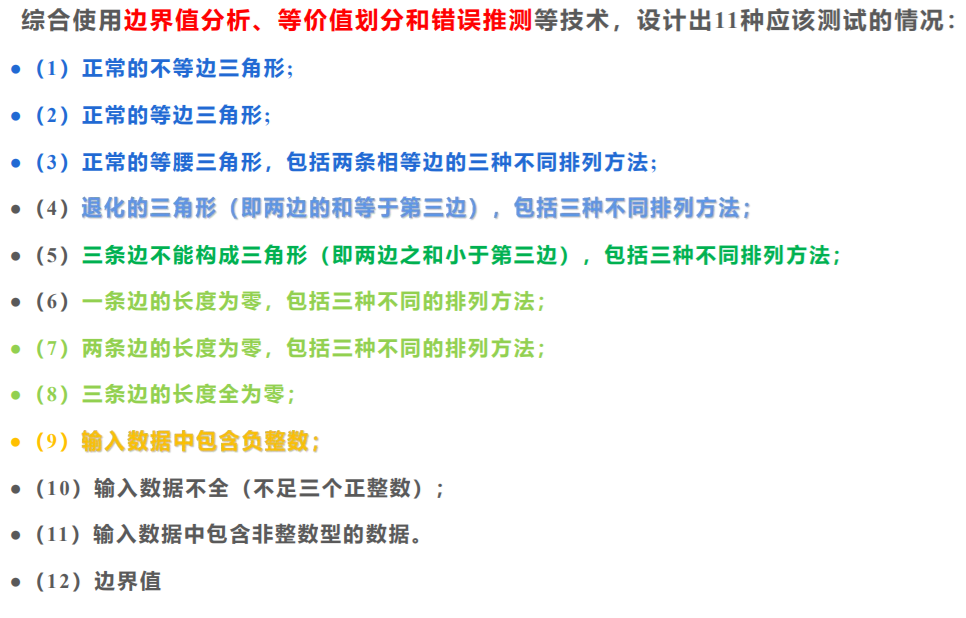 综合使用边界值分析、等价值划分和错误推测等技术，设计出11种应该测试的情况：
● （1）正常的不等边三角形；
● （2）正常的等边三角形；
● （3）正常的等腰三角形，包括两条相等边的三种不同排列方法；
● （4）退化的三角形（即两边的和等于第三边），包括三种不同排列方法；
● （5）三条边不能构成三角形（即两边之和小于第三边），包括三种不同排列方法；
● （6）一条边的长度为零，包括三种不同的排列方法；
● （7）两条边的长度为零，包括三种不同的排列方法；
● （8）三条边的长度全为零；
● （9）输入数据中包含负整数；
● （10）输入数据不全（不足三个正整数）；
● （11）输入数据中包含非整数型的数据。
● （12）边界值